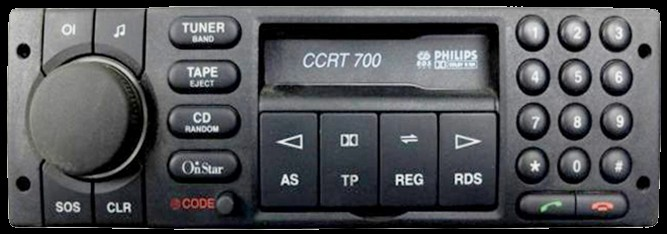 OI
TUNER
BAND
TAPE
EJECT
CD
RANDOM
OnStar
SOS CLR
CODE
CCRT 700
PHILIPS
AS TP REG RDS
1 2 3
4 5 6
7 8 9
* 0 #